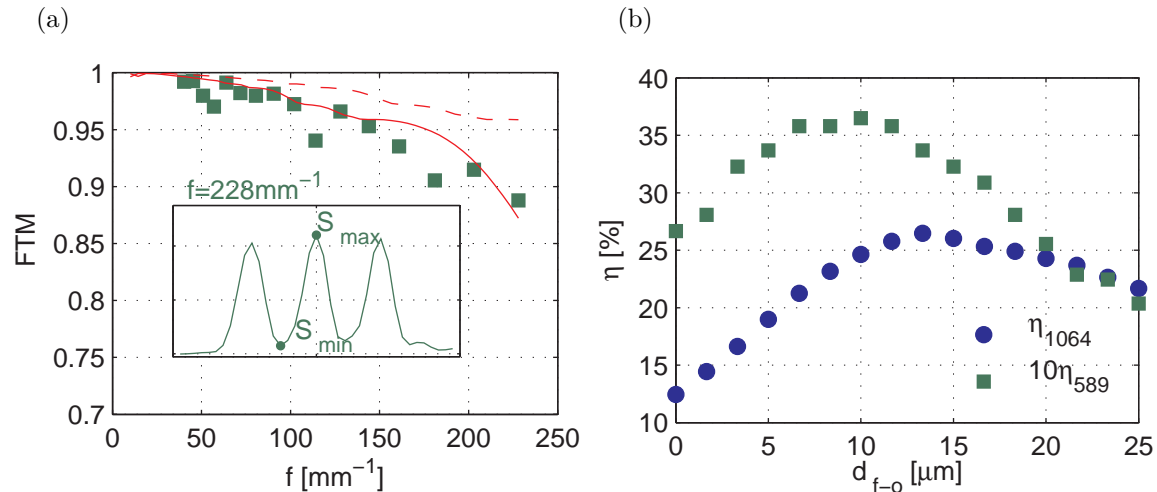 (a)
1
0.95
0.9
0.85
0.8
0.75
0.7
FTM
f=228mm⁻¹
S max
S min
0 50 100 150 200 250
f [mm⁻¹]
(b)
40
35
30
25
20
15
10
η [%]
η1064
10η589
0 5 10 15 20 25
d f−o [μm]